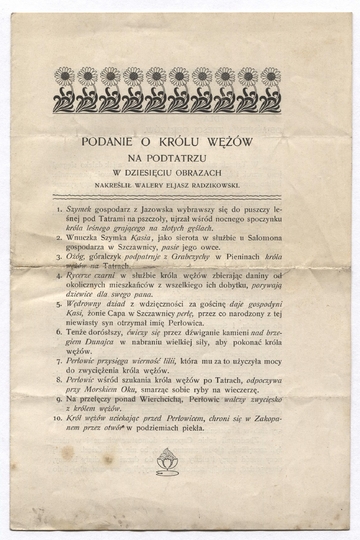 PODANIE O KRÓLU WĘŻÓW
NA PODTATRZU
W DZIESIĘCIU OBRAZACH
NAKREŚLIŁ WALERY ELJASZ RADZIKOWSKI.
1. Szymek gospodarz z Jazowska wybrawszy się do puszczy le-
śnej pod Tatrami na pszczoły, ujrzał wśród nocnego spoczynku
króla leśnego grającego na złotych gęślach.
2. Wnuczka Szymka Kasia, jako sierota w służbie u Salomona
gospodarza w Szczawnicy, pasie jego owce.
3. Ożóg, góralczyk podpatruje z Grabczychy w Pieninach króla
węży na Tatrach.
4. Rycerze czarni w służbie króla węży zbierając daniny od
okolicznych mieszkańców z wszelkiego ich dobytku, porywają
dziewice dla swego pana.
5. Wędrowny dziad z wdzięczności za gościnę daje gospodyni
Kasi, żonie Capa w Szczawnicy perłę, przez co narodzony z tej
niewiasty syn otrzymał imię Perłowica.
6. Tenże dorósłszy, ćwiczy się przez dźwiganie kamieni nad brze-
giem Dunajca w nabraniu wielkiej siły, aby pokonać króla
wężów.
7. Perłowic przysięga wierność lilii, która mu za to użyczyła mocy
do zwyciężenia króla wężów.
8. Perłowic wśród szukania króla wężów po Tatrach, odpoczywa
przy Morskiem Oku, smarząc sobie ryby na wieczerzę.
9. Na przełęczy ponad Wiercheichą, Perłowic walczy zwycięsko
z królem wężów.
10. Król wężów uciekając przed Perłowicem, chroni się w Zakopa-
nem przez otwór w podziemiach piekła.